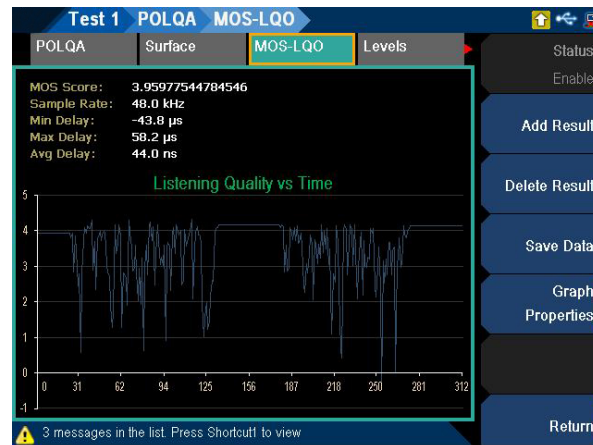 Test 1 POLQA MOS-LQO
POLQA Surface MOS-LQO Levels
Status
Enable
MOS Score: 3.95977544784546
Sample Rate: 48.0 kHz
Min Delay: -43.8 µs
Max Delay: 58.2 µs
Avg Delay: 44.0 ns
Add Result
Delete Result
Save Data
Graph
Properties
Return
Listening Quality vs Time
5
4
3
2
1
0
-1
0 31 62 94 125 156 187 218 250 281 312
3 messages in the list. Press Shortcut1 to view